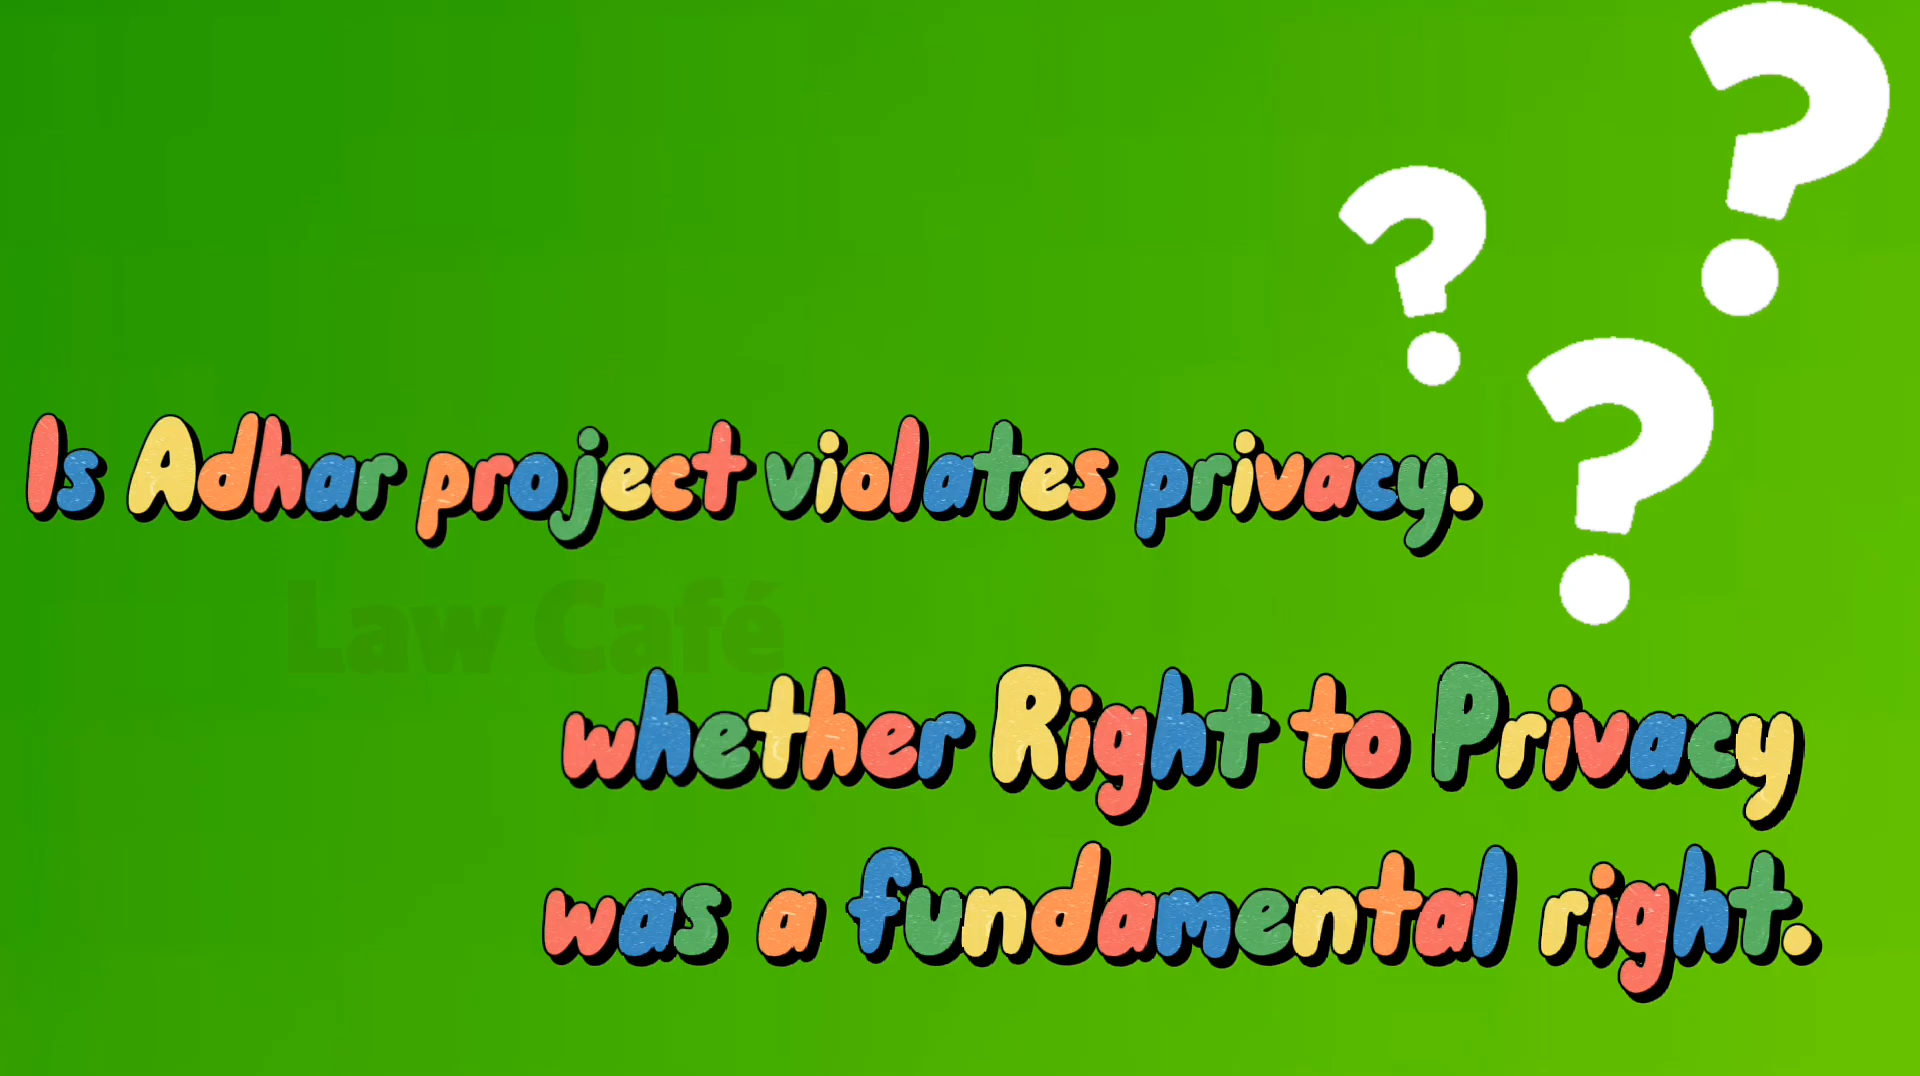 Is Adhar project violates privacy.
Law Café
whether Right to Privacy
was a fundamental right.